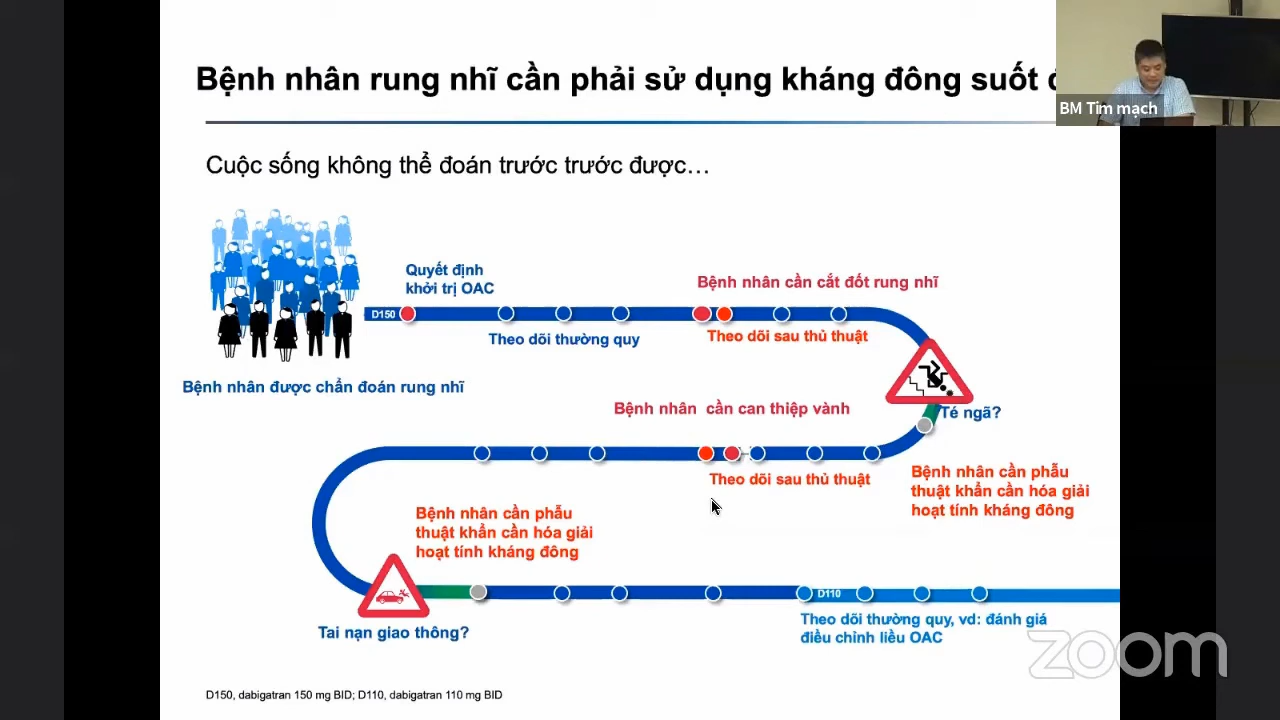 Bệnh nhân rung nhĩ cần phải sử dụng kháng đông suốt
BM Tim mạch
Cuộc sống không thể đoán trước trước được…
Quyết định
khởi trị OAC
Bệnh nhân cần cắt đốt rung nhĩ
D150
Theo dõi thường quy
Theo dõi sau thủ thuật
Bệnh nhân được chẩn đoán rung nhĩ
Bệnh nhân cần can thiệp vành
Té ngã?
Theo dõi sau thủ thuật
Bệnh nhân cần phẫu
thuật khẩn cần hóa giải
hoạt tính kháng đông
Bệnh nhân cần phẫu
thuật khẩn cần hóa giải
hoạt tính kháng đông
D110
Tai nạn giao thông?
Theo dõi thường quy, vd: đánh giá
điều chỉnh liều OAC
zoom
D150, dabigatran 150 mg BID; D110, dabigatran 110 mg BID